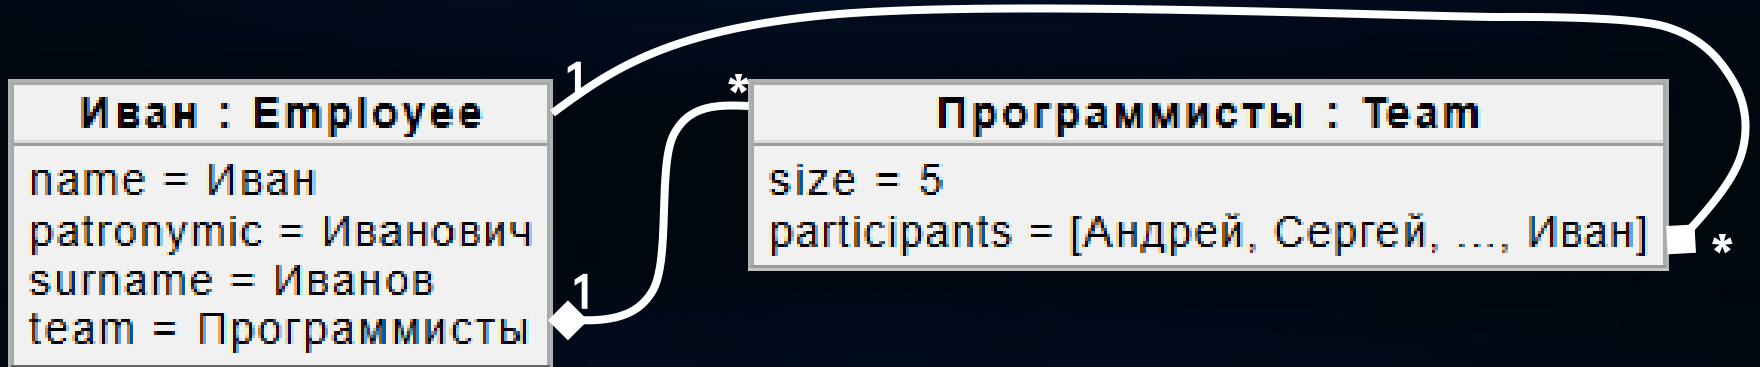 1
*
Иван : Employee
name = Иван
patronymic = Иванович
surname = Иванов
team = Программисты
1
Программисты : Team
size = 5
participants = [Андрей, Сергей, ..., Иван]
*